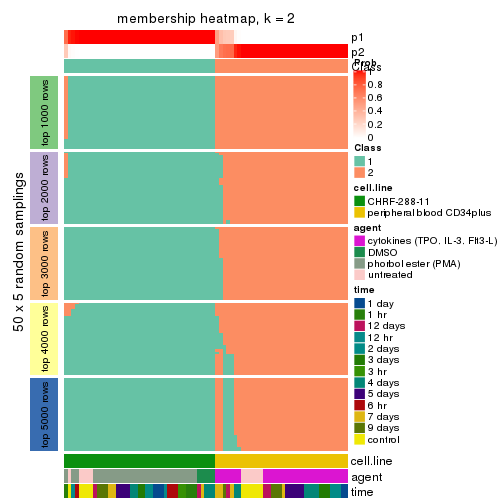 membership heatmap, k = 2
p1
p2
Class
Prob
1
0.8
0.6
0.4
0.2
0
Class
1
2
cell.line
CHRF-288-11
peripheral blood CD34plus
agent
cytokines (TPO, IL-3, Flt3-L)
DMSO
phorbol ester (PMA)
untreated
time
1 day
1 hr
12 days
12 hr
2 days
3 days
3 hr
4 days
5 days
6 hr
7 days
9 days
control
50 x 5 random samplings
top 1000 rows
top 2000 rows
top 3000 rows
top 4000 rows
top 5000 rows
cell.line
agent
time